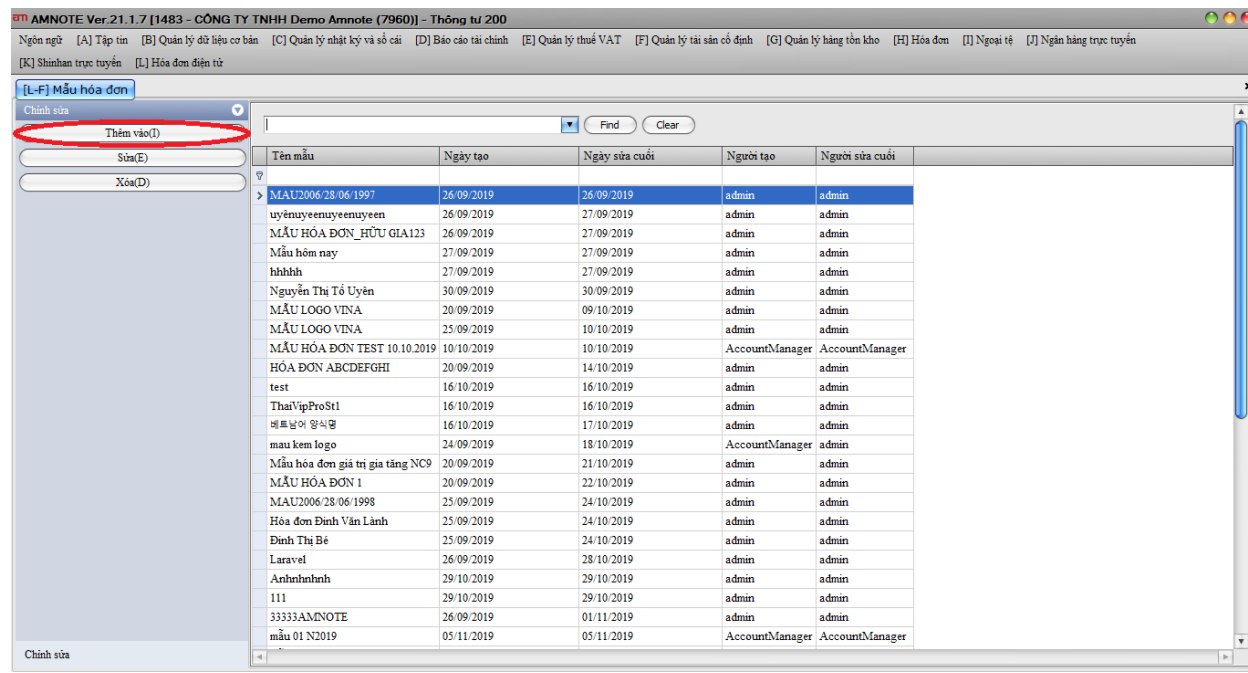 am AMNOTE Ver.21.1.7 [1483 - CÔNG TY TNHH Demo Amnote (7960)] - Thông tư 200
Ngôn ngữ [A] Tập tin [B] Quản lý dữ liệu cơ bản [C] Quản lý nhật ký và sổ cái [D] Báo cáo tài chính [E] Quản lý thuế VAT [F] Quản lý tài sản cố định [G] Quản lý hàng tồn kho [H] Hóa đơn [I] Ngoại tệ [J] Ngân hàng trực tuyến
[K] Shinhan trực tuyến [L] Hóa đơn điện tử
[L-F] Mẫu hóa đơn
Chỉnh sửa
Thêm vào(I)
Sửa(E)
Xóa(D)
Find Clear
Tên mẫu Ngày tạo Ngày sửa cuối Người tạo Người sửa cuối
MAU2006/28/06/1997 26/09/2019 26/09/2019 admin admin
uyênuyeenuyeenuyeen 26/09/2019 27/09/2019 admin admin
MẪU HÓA ĐƠN_HỮU GIA123 26/09/2019 27/09/2019 admin admin
Mẫu hôm nay 27/09/2019 27/09/2019 admin admin
hhhhh 27/09/2019 27/09/2019 admin admin
Nguyễn Thị Tố Uyên 30/09/2019 30/09/2019 admin admin
MẪU LOGO VINA 20/09/2019 09/10/2019 admin admin
MẪU LOGO VINA 25/09/2019 10/10/2019 admin admin
MẪU HÓA ĐƠN TEST 10.10.2019 10/10/2019 10/10/2019 AccountManager AccountManager
HÓA ĐƠN ABCDEFGHI 20/09/2019 14/10/2019 admin admin
test 16/10/2019 16/10/2019 admin admin
ThaiVipProSt1 16/10/2019 16/10/2019 admin admin
베트남어 양식명 16/10/2019 17/10/2019 admin admin
mau kem logo 24/09/2019 18/10/2019 AccountManager admin
Mẫu hóa đơn giá trị gia tăng NC9 20/09/2019 21/10/2019 admin admin
MẪU HÓA ĐƠN 1 20/09/2019 22/10/2019 admin admin
MAU2006/28/06/1998 25/09/2019 24/10/2019 admin admin
Hóa đơn Đinh Văn Lành 25/09/2019 24/10/2019 admin admin
Đinh Thị Bé 25/09/2019 24/10/2019 admin admin
Laravel 26/09/2019 28/10/2019 admin admin
Anhnhnhnh 29/10/2019 29/10/2019 admin admin
111 29/10/2019 29/10/2019 admin admin
33333AMNOTE 26/09/2019 01/11/2019 admin admin
mẫu 01 N2019 05/11/2019 05/11/2019 AccountManager AccountManager
Chỉnh sửa